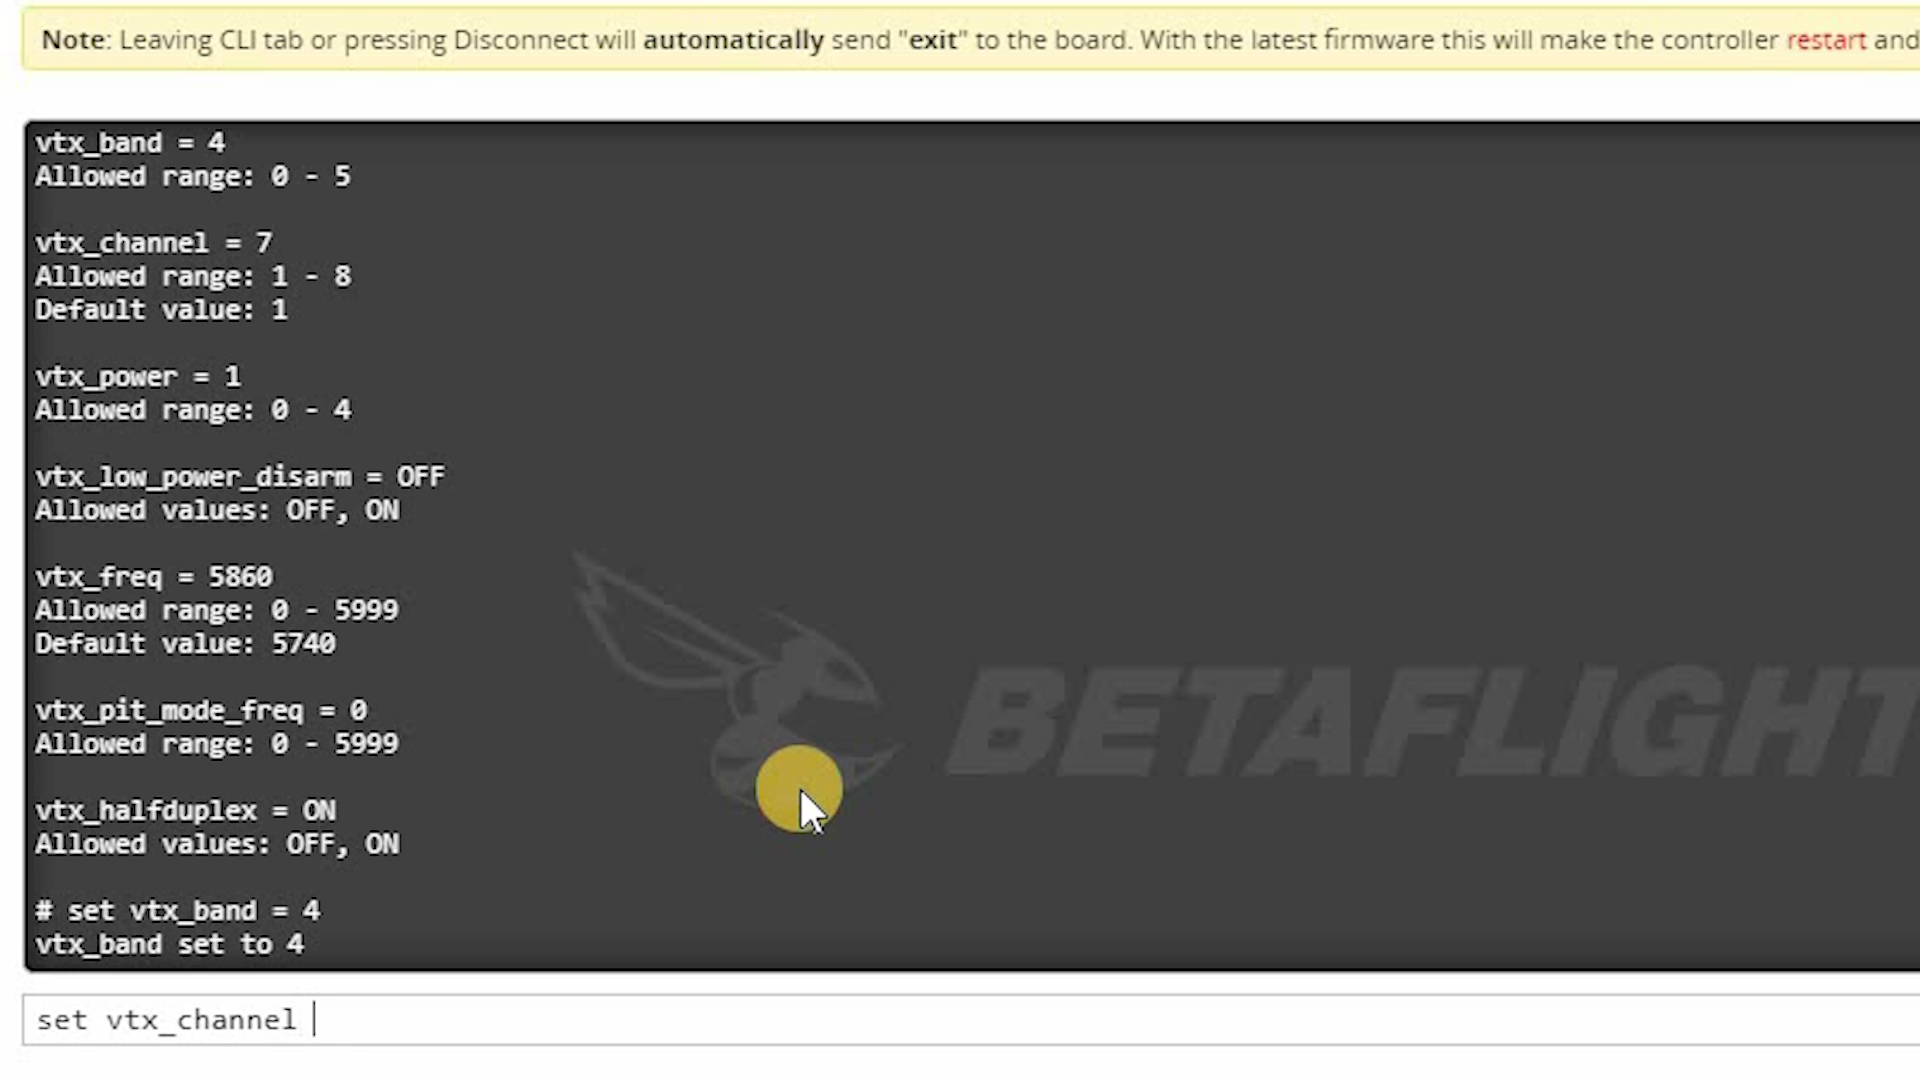 Note: Leaving CLI tab or pressing Disconnect will automatically send "exit" to the board. With the latest firmware this will make the controller restart and
vtx_band = 4
Allowed range: 0 - 5
vtx_channel = 7
Allowed range: 1 - 8
Default value: 1
vtx_power = 1
Allowed range: 0 - 4
vtx_low_power_disarm = OFF
Allowed values: OFF, ON
vtx_freq = 5860
Allowed range: 0 - 5999
Default value: 5740
vtx_pit_mode_freq = 0
Allowed range: 0 - 5999
vtx_halfduplex = ON
Allowed values: OFF, ON
# set vtx_band = 4
vtx_band set to 4
BETAFLIGHT
set vtx_channel